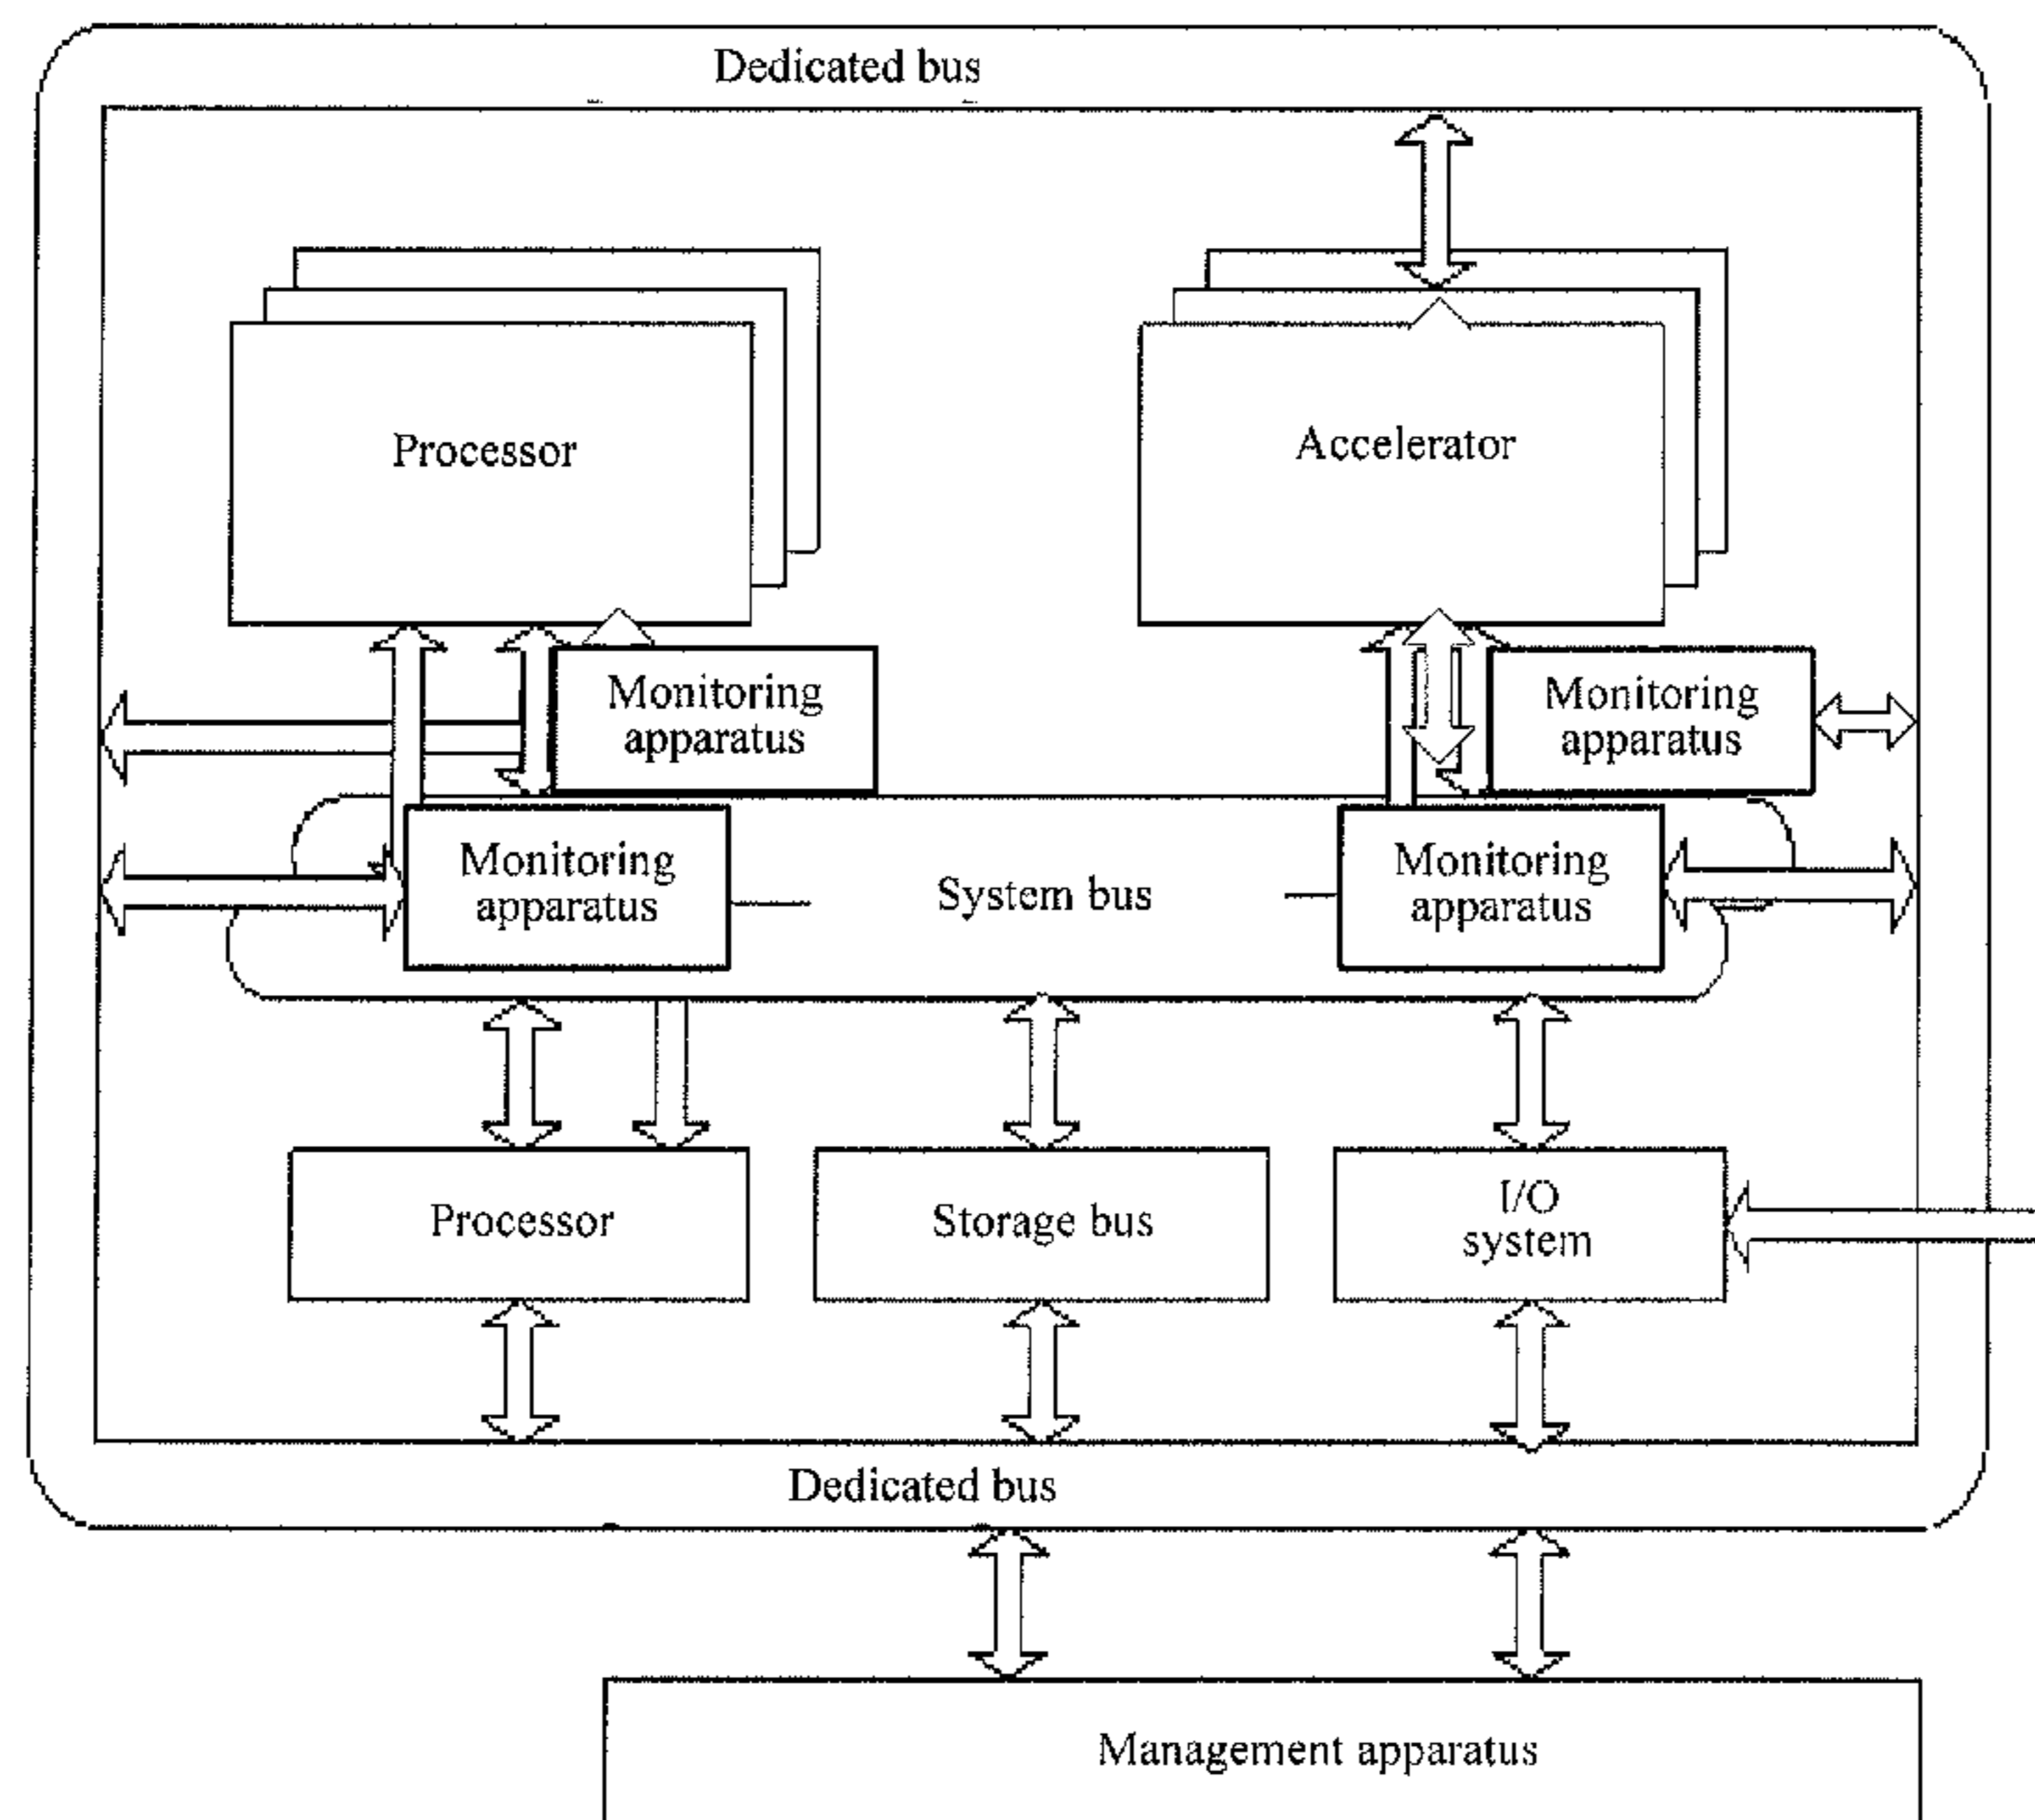 Dedicated bus
Processor
Accelerator
Monitoring
apparatus
Monitoring
apparatus
Monitoring
apparatus
System bus
Monitoring
apparatus
Processor
Storage bus
I/O
system
Dedicated bus
Management apparatus